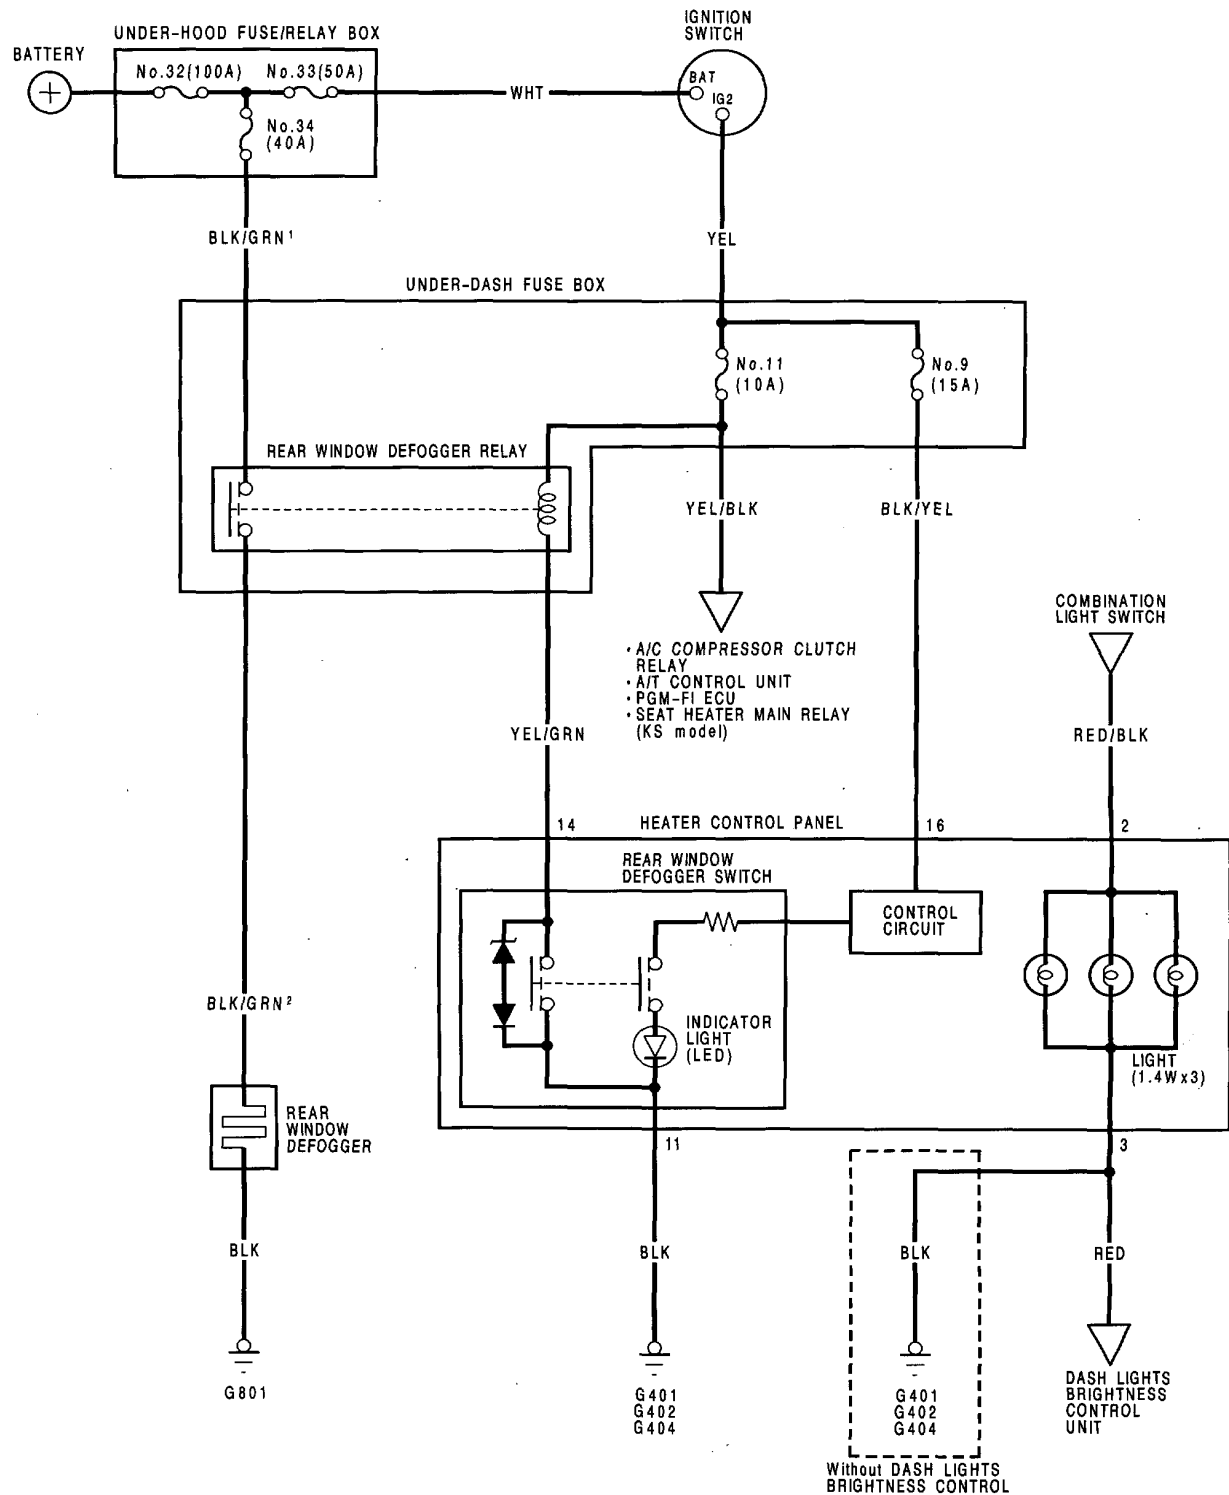 IGNITION
SWITCH
UNDER-HOOD FUSE/RELAY BOX
BATTERY
No.32(100A)
No.33(50A)
BAT
WHT
IG2
No.34
(40A)
BLK/GRN¹
YEL
UNDER-DASH FUSE BOX
No.11
(10A)
No.9
(15A)
REAR WINDOW DEFOGGER RELAY
YEL/BLK
BLK/YEL
COMBINATION
LIGHT SWITCH
• A/C COMPRESSOR CLUTCH
RELAY
• A/T CONTROL UNIT
• PGM-FI ECU
• SEAT HEATER MAIN RELAY
(KS model)
YEL/GRN
RED/BLK
14
HEATER CONTROL PANEL
16
2
REAR WINDOW
DEFOGGER SWITCH
CONTROL
CIRCUIT
BLK/GRN²
INDICATOR
LIGHT
(LED)
LIGHT
(1.4Wx3)
REAR
WINDOW
DEFOGGER
11
3
BLK
BLK
BLK
RED
G801
G401
G402
G404
G401
G402
G404
DASH LIGHTS
BRIGHTNESS
CONTROL
UNIT
Without DASH LIGHTS
BRIGHTNESS CONTROL